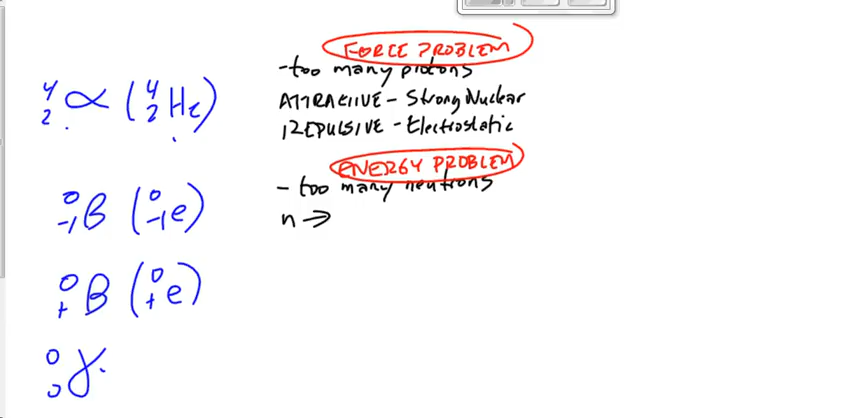 ⁴₂α (⁴₂He)
⁰₋₁β (⁰₋₁e)
⁰₊β (⁰₊e)
⁰₀γ
FORCE PROBLEM
- too many protons
ATTRACTIVE - Strong Nuclear
REPULSIVE - Electrostatic
ENERGY PROBLEM
- too many neutrons
n →